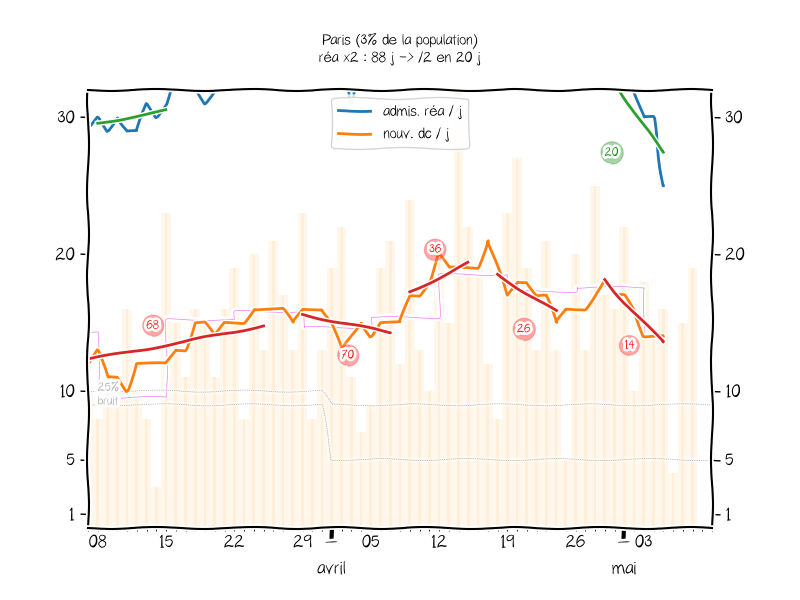 Paris (3% de la population)
réa x2 : 88 j -> /2 en 20 j
admis. réa / j
nouv. dc / j
30
30
20
20
36
20
68
70
26
14
25%
bruit
10
10
5
5
1
1
08 15 22 29 05 12 19 26 03
avril mai